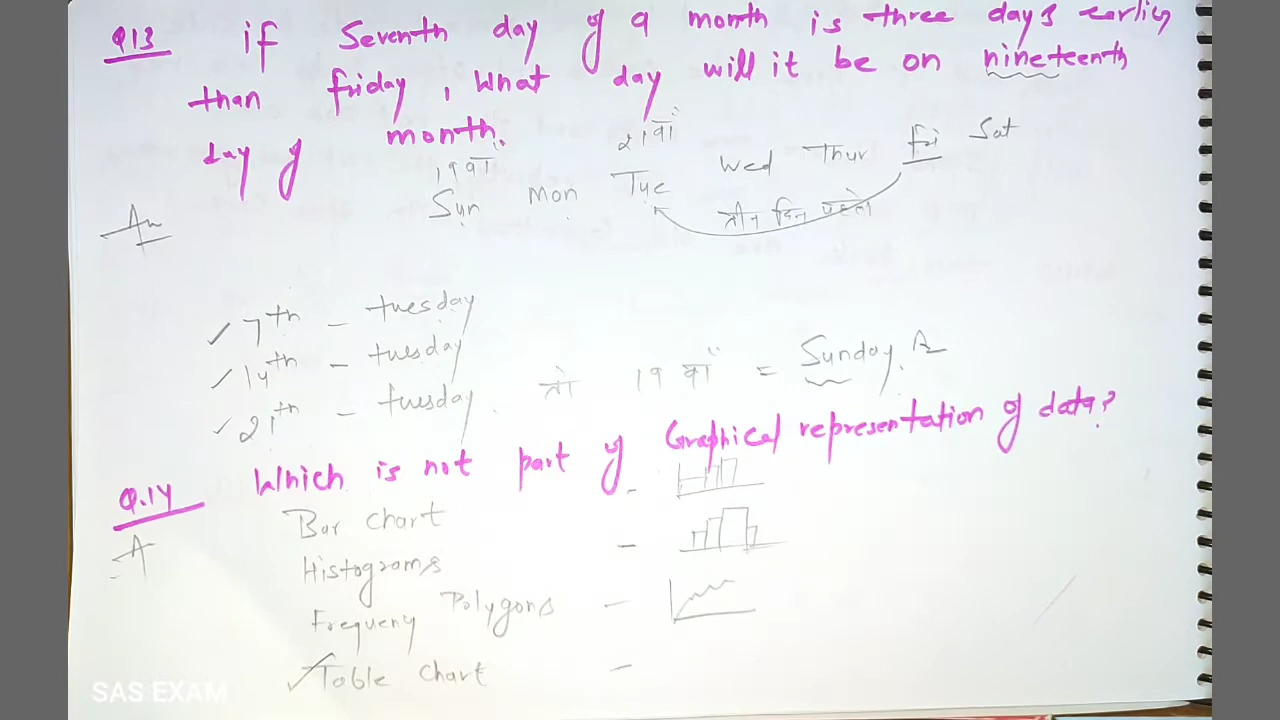 Q13 if Seventh day of a month is three days earlier
than friday, what day will it be on nineteenth
day of month.
19वाँ 21वाँ
Sun mon Tue Wed Thur Fri Sat
तीन दिन पहले
An
✓ 7th - tuesday
✓ 14th - tuesday
✓ 21th - tuesday. तो 19 वाँ = Sunday.
Q.14 Which is not part of Graphical representation of data?
A Bar chart -
Histograms -
Frequeny Polygons -
✓Table chart -
SAS EXAM